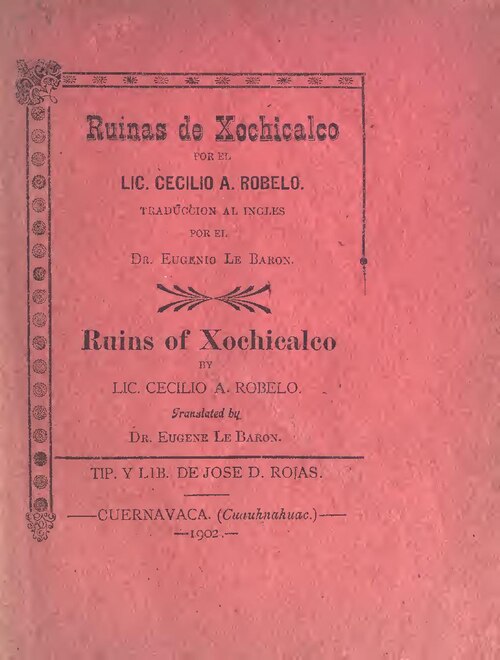 Ruinas de Xochicalco
POR EL
LIC. CECILIO A. ROBELO.
TRADUCCION AL INGLES
POR EL
DR. EUGENIO LE BARON.
Ruins of Xochicalco
BY
LIC. CECILIO A. ROBELO.
Translated by
DR. EUGENE LE BARON.
TIP. Y LIB. DE JOSE D. ROJAS.
—CUERNAVACA. (Cuauhnahuac.)—
—1902.—